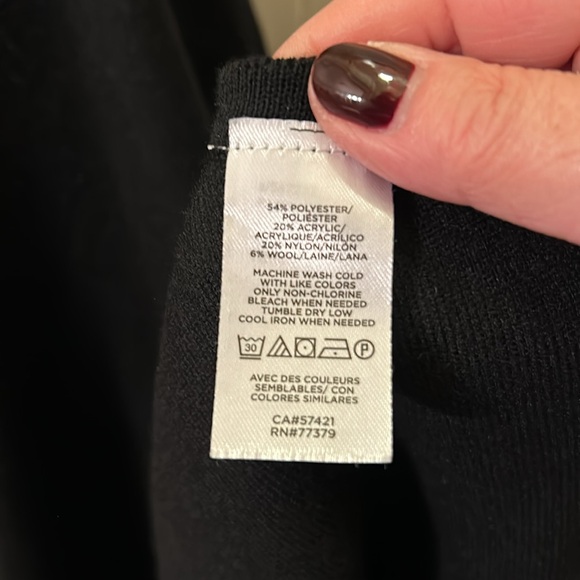 54% POLYESTER/
POLIÉSTER
20% ACRYLIC/
ACRYLIQUE/ACRÍLICO
20% NYLON/NILÓN
6% WOOL/LAINE/LANA
MACHINE WASH COLD
WITH LIKE COLORS
ONLY NON-CHLORINE
BLEACH WHEN NEEDED
TUMBLE DRY LOW
COOL IRON WHEN NEEDED
30 P
AVEC DES COULEURS
SEMBLABLES/ CON
COLORES SIMILARES
CA#57421
RN#77379